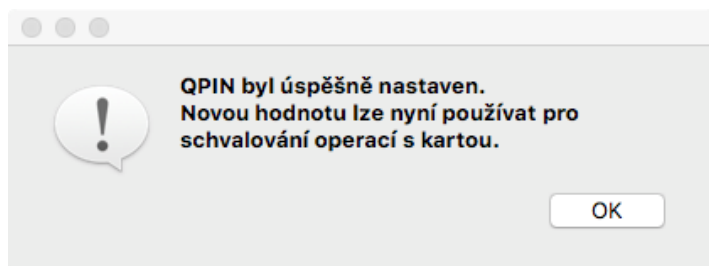 QPIN byl úspěšně nastaven.
Novou hodnotu lze nyní používat pro
schvalování operací s kartou.
OK